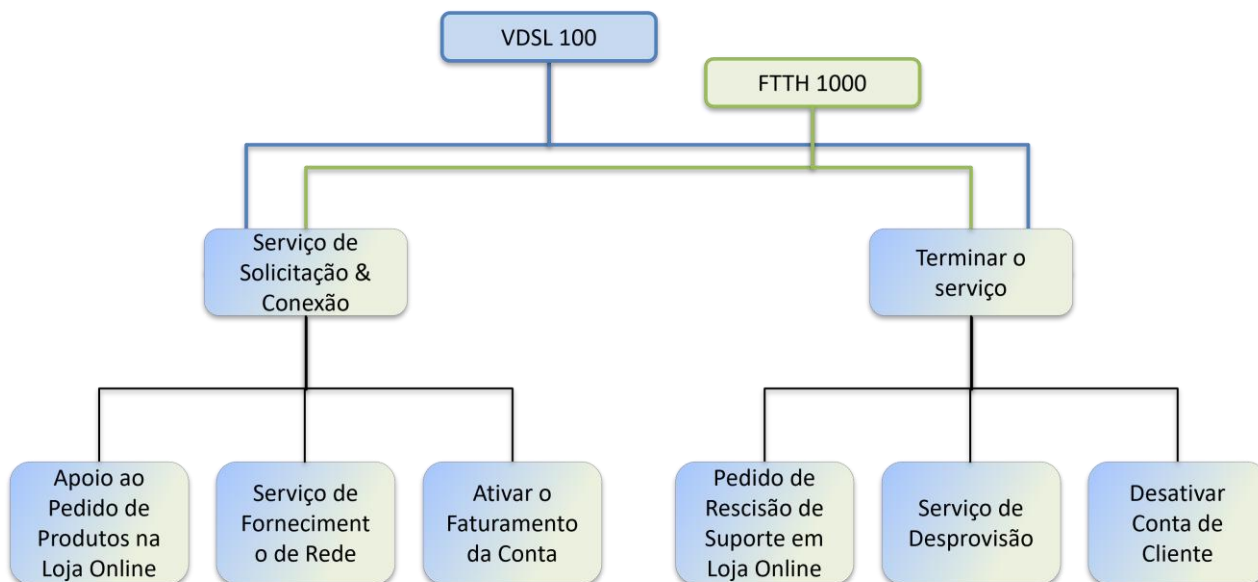 VDSL 100
FTTH 1000
Serviço de
Solicitação &
Conexão
Terminar o
serviço
Apoio ao
Pedido de
Produtos na
Loja Online
Serviço de
Forneciment
o de Rede
Ativar o
Faturamento
da Conta
Pedido de
Rescisão de
Suporte em
Loja Online
Serviço de
Desprovisão
Desativar
Conta de
Cliente